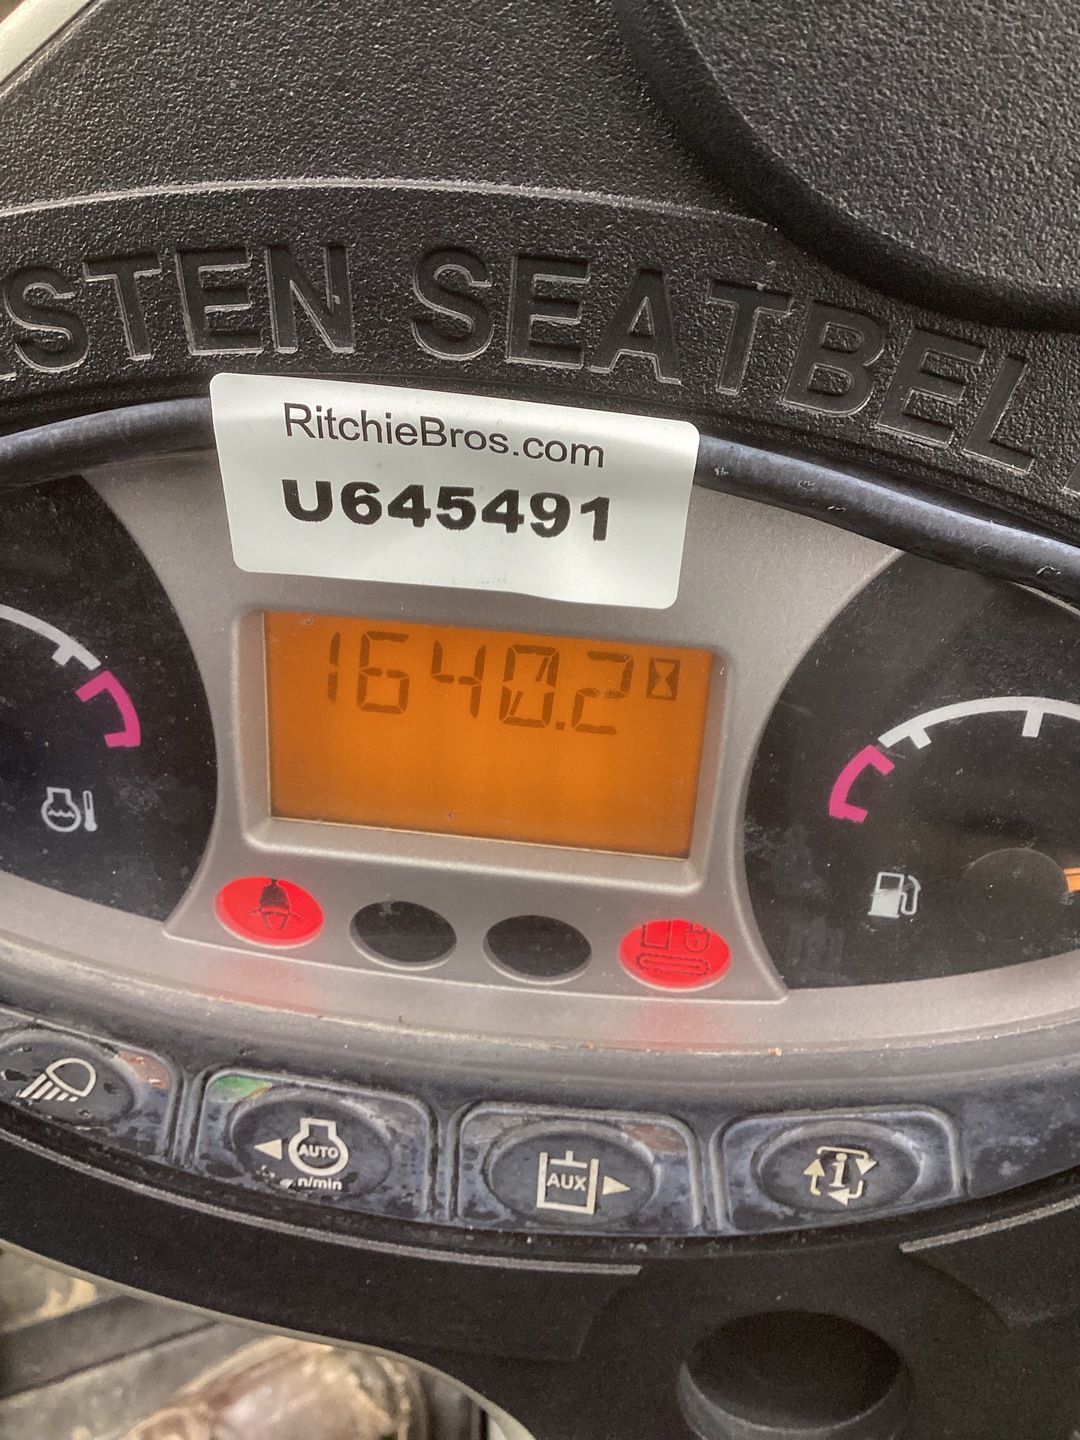 STEN SEATBEL
RitchieBros.com
U645491
1640.2
AUTO
n/min
AUX
i